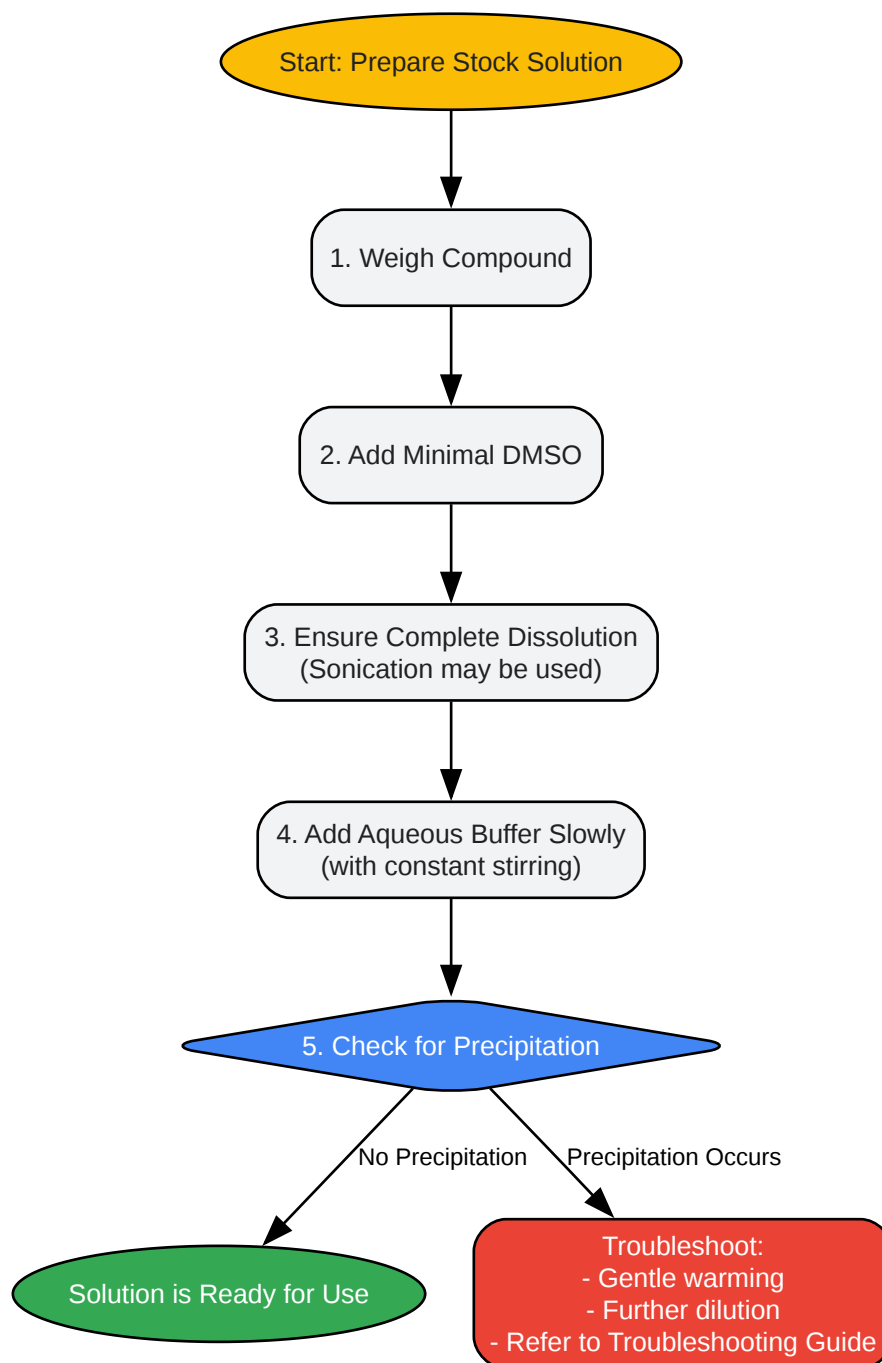 Start: Prepare Stock Solution
1. Weigh Compound
2. Add Minimal DMSO
3. Ensure Complete Dissolution
(Sonication may be used)
4. Add Aqueous Buffer Slowly
(with constant stirring)
5. Check for Precipitation
No Precipitation
Precipitation Occurs
Solution is Ready for Use
Troubleshoot:
- Gentle warming
- Further dilution
- Refer to Troubleshooting Guide